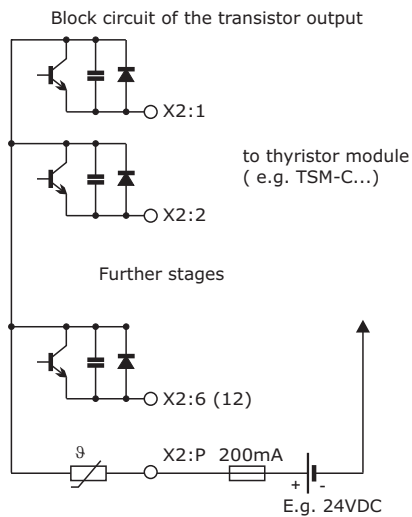 Block circuit of the transistor output
X2:1
to thyristor module
( e.g. TSM-C...)
X2:2
Further stages
X2:6 (12)
ϑ
X2:P 200mA
+ -
E.g. 24VDC